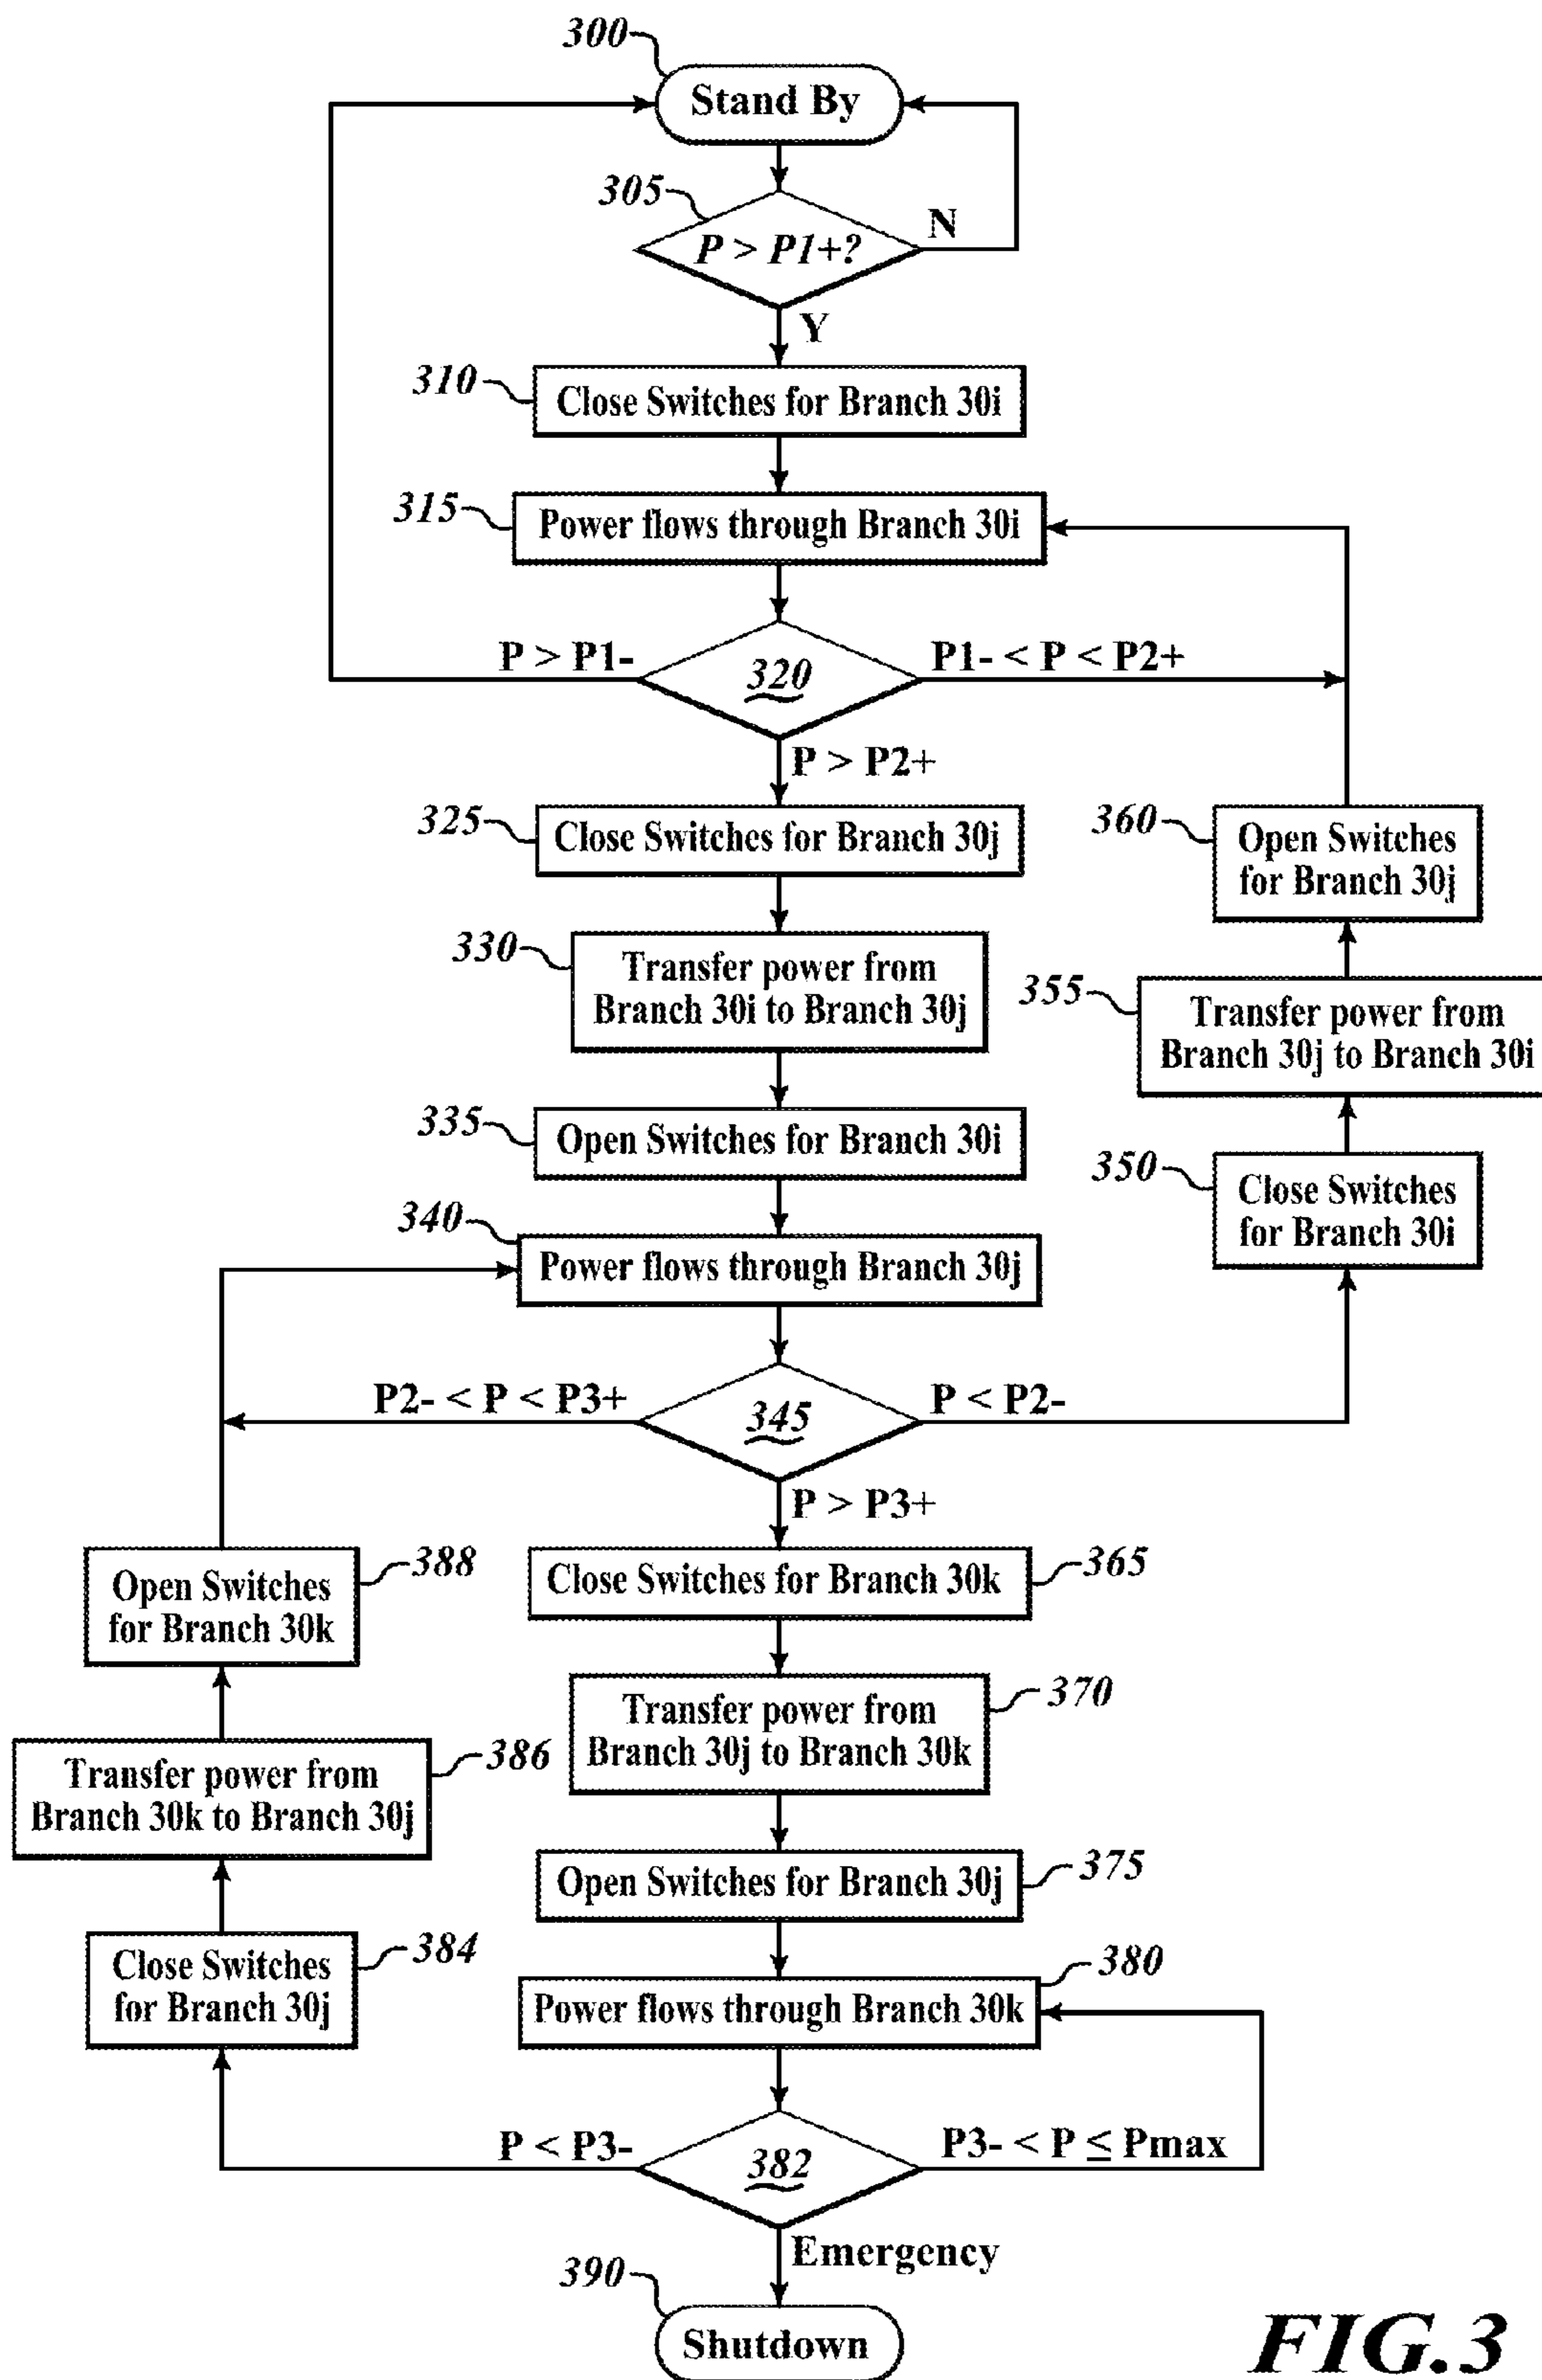 300
Stand By
305
P > P1+?
N
Y
310
Close Switches for Branch 30i
315
Power flows through Branch 30i
P > P1-
320
P1- < P < P2+
P > P2+
325
Close Switches for Branch 30j
360
Open Switches
for Branch 30j
330
Transfer power from
Branch 30i to Branch 30j
355
Transfer power from
Branch 30j to Branch 30i
335
Open Switches for Branch 30i
350
Close Switches
for Branch 30i
340
Power flows through Branch 30j
P2- < P < P3+
345
P < P2-
P > P3+
388
Open Switches
for Branch 30k
Close Switches for Branch 30k
365
Transfer power from
Branch 30j to Branch 30k
370
386
Transfer power from
Branch 30k to Branch 30j
Open Switches for Branch 30j
375
384
Close Switches
for Branch 30j
380
Power flows through Branch 30k
P < P3-
382
P3- < P ≤ Pmax
Emergency
390
Shutdown
FIG.3